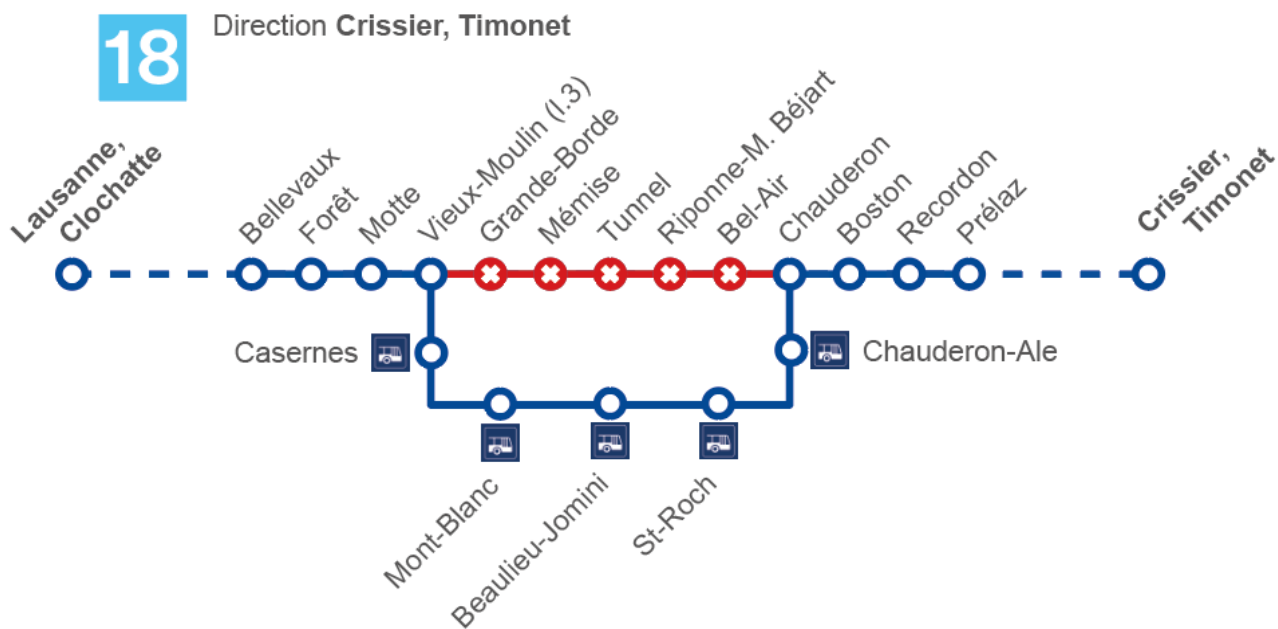 18
Direction Crissier, Timonet
Lausanne,
Clochatte
Bellevaux
Forêt
Motte
Vieux-Moulin (l.3)
Grande-Borde
Mémise
Tunnel
Riponne-M. Béjart
Bel-Air
Chauderon
Boston
Recordon
Prélaz
Crissier,
Timonet
Casernes
Chauderon-Ale
Mont-Blanc
Beaulieu-Jomini
St-Roch